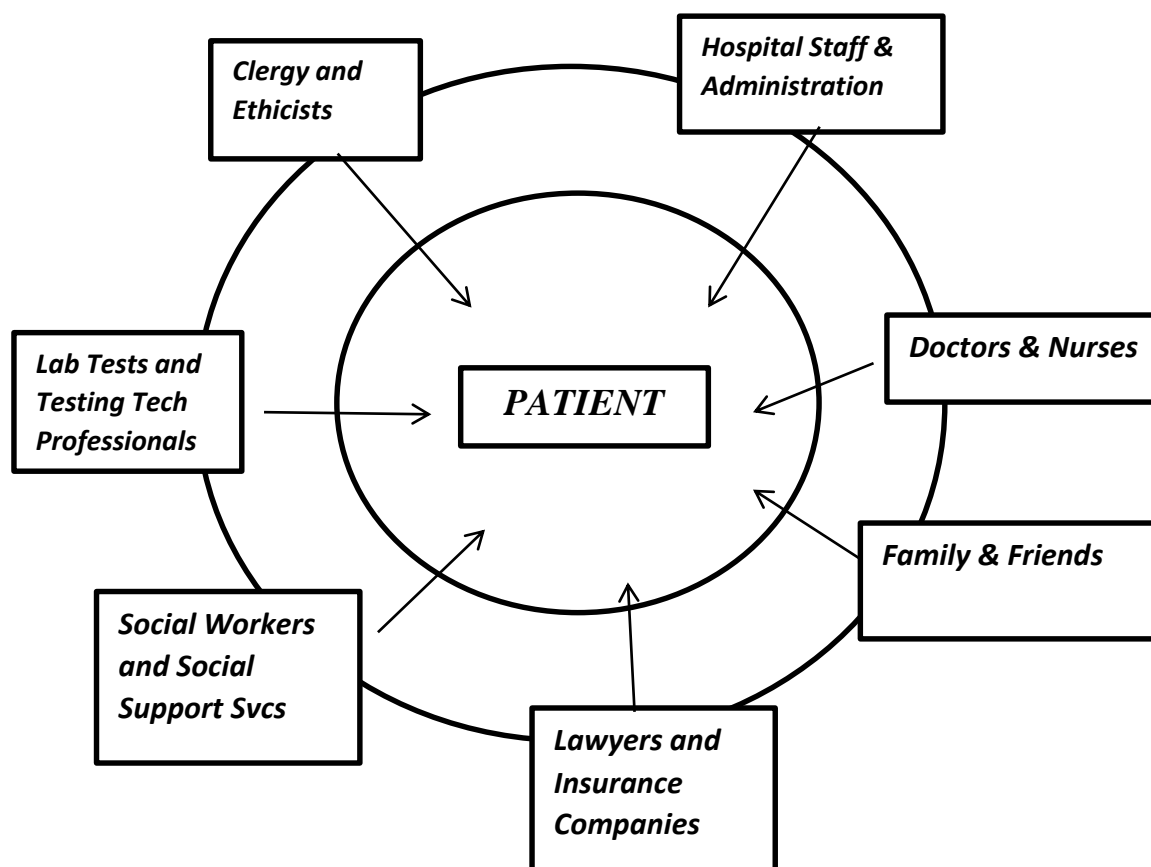 Clergy and
Ethicists
Hospital Staff &
Administration
Lab Tests and
Testing Tech
Professionals
PATIENT
Doctors & Nurses
Family & Friends
Social Workers
and Social
Support Svcs
Lawyers and
Insurance
Companies